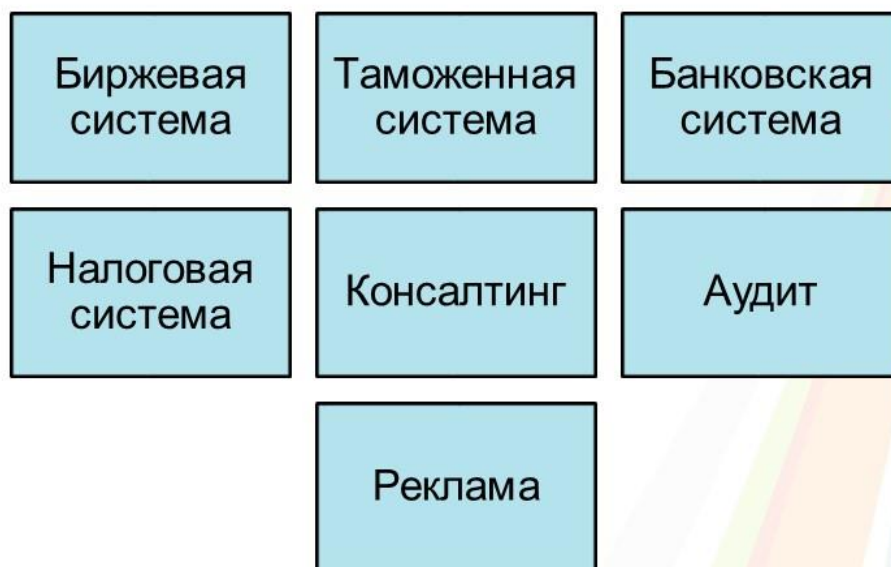 Биржевая
система
Таможенная
система
Банковская
система
Налоговая
система
Консалтинг
Аудит
Реклама